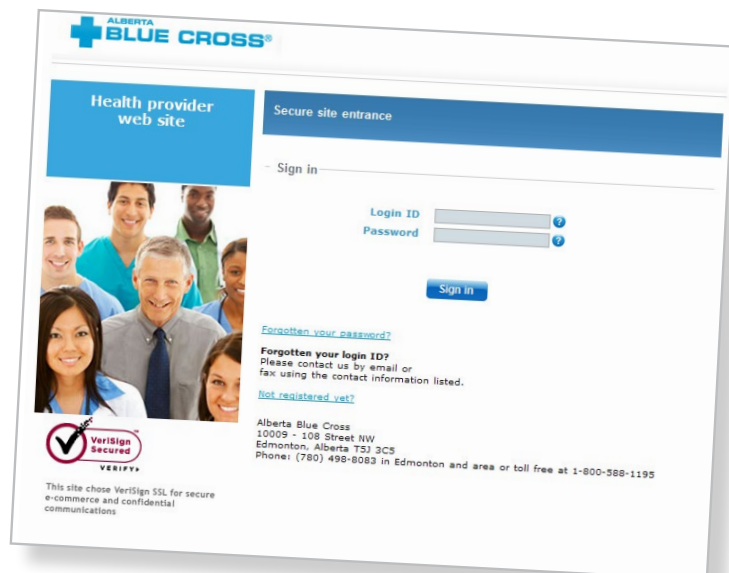 ALBERTA
BLUE CROSS®
Health provider
web site
Secure site entrance
Sign in
Login ID
?
Password
?
Sign in
Forgotten your password?
Forgotten your login ID?
Please contact us by email or
fax using the contact information listed.
Not registered yet?
Alberta Blue Cross
10009 - 108 Street NW
Edmonton, Alberta T5J 3C5
Phone: (780) 498-8083 in Edmonton and area or toll free at 1-800-588-1195
VeriSign
Secured
VERIFY
This site chose VeriSign SSL for secure
e-commerce and confidential
communications